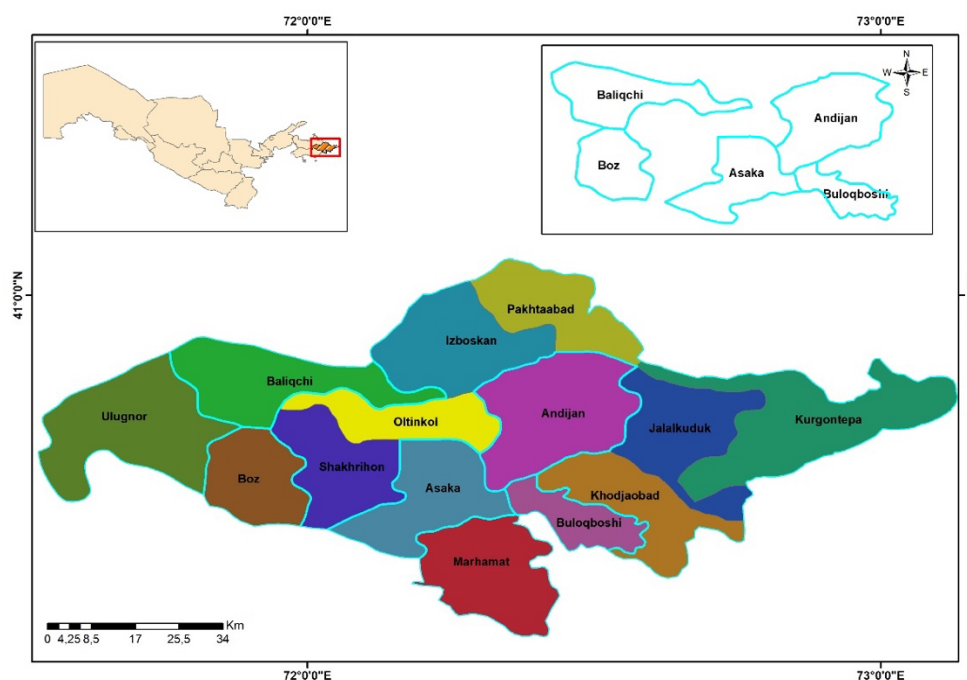 72°0'0"E 73°0'0"E
N
W E
S
Baliqchi
Andijan
Boz
Asaka
Buloqboshi
41°0'0"N
Pakhtaabad
Izboskan
Baliqchi
Ulugnor
Oltinkol
Andijan
Kurgontepa
Jalalkuduk
Shakhrihon
Boz
Asaka
Khodjaobad
Buloqboshi
Marhamat
Km
0 4,25 8,5 17 25,5 34
72°0'0"E 73°0'0"E